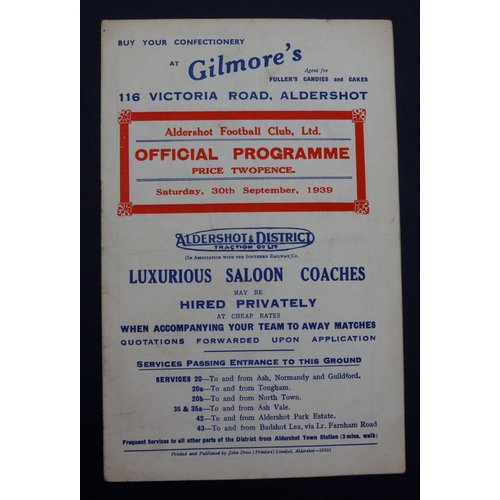 BUY YOUR CONFECTIONERY
AT Gilmore's
Agent for
FULLER'S CANDIES and CAKES
116 VICTORIA ROAD, ALDERSHOT
Aldershot Football Club, Ltd.
OFFICIAL PROGRAMME
PRICE TWOPENCE.
Saturday, 30th September, 1939
ALDERSHOT & DISTRICT
TRACTION CO LTD
(IN ASSOCIATION WITH THE SOUTHERN RAILWAY, Co.
LUXURIOUS SALOON COACHES
MAY BE
HIRED PRIVATELY
AT CHEAP RATES
WHEN ACCOMPANYING YOUR TEAM TO AWAY MATCHES
QUOTATIONS FORWARDED UPON APPLICATION
SERVICES PASSING ENTRANCE TO THIS GROUND
SERVICES 20—To and from Ash, Normandy and Guildford.
20a—To and from Tongham.
20b—To and from North Town.
35 & 35a—To and from Ash Vale.
42—To and from Aldershot Park Estate.
43—To and from Badshot Lea, via Lr. Farnham Road
Frequent Services to all other parts of the District from Aldershot Town Station (3 mins. walk)
Printed and Published by John Drew (Printers) Limited, Aldershot—